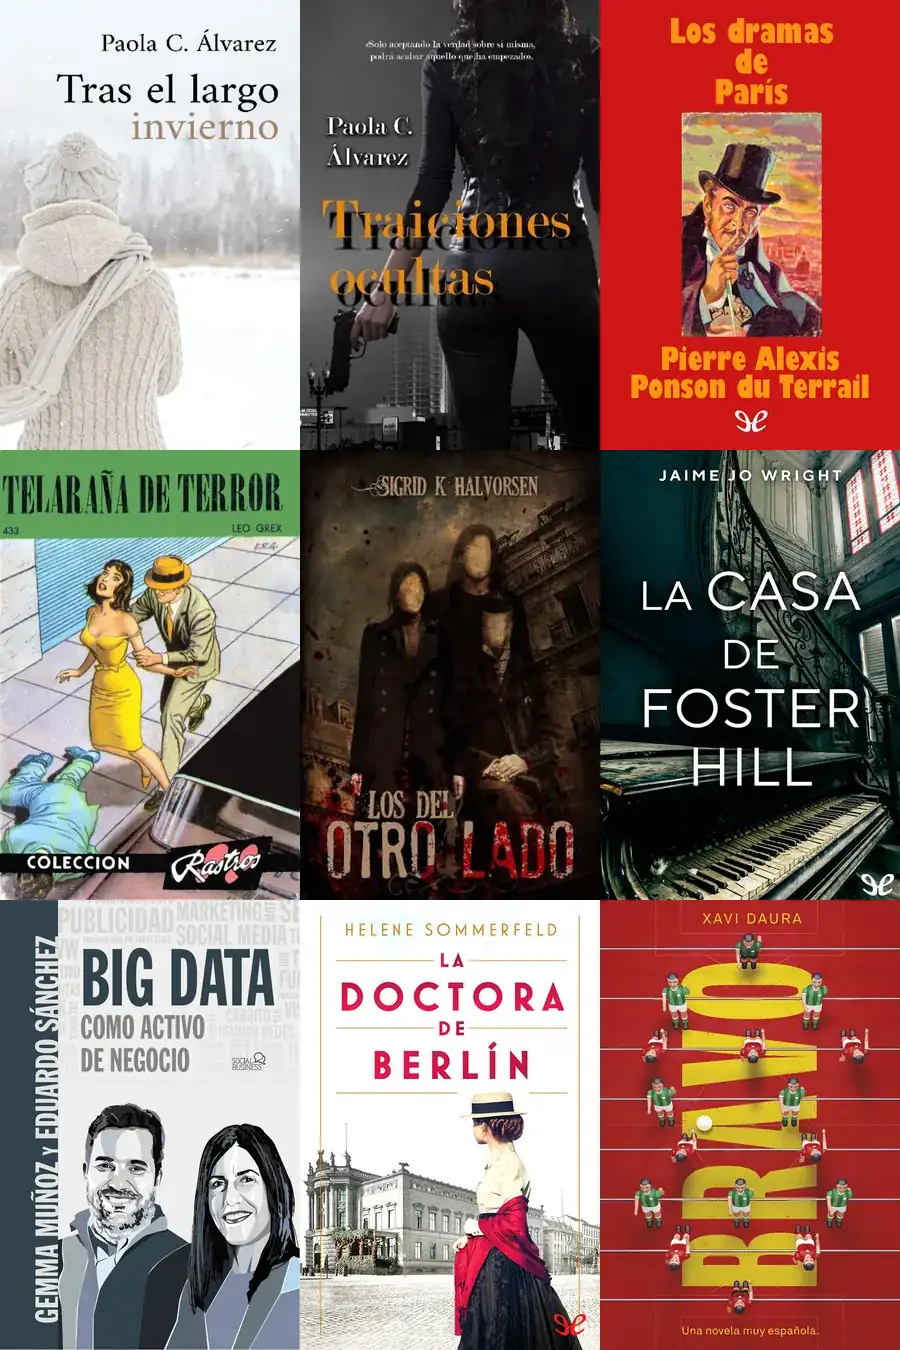 Paola C. Álvarez
Tras el largo
invierno
«Solo aceptando la verdad sobre sí misma,
podrá acabar aquello que ha empezado».
Paola C.
Álvarez
Traiciones
ocultas
Los dramas
de
París
Pierre Alexis
Ponson du Terrail
TELARAÑA DE TERROR
433
LEO GREX
COLECCION
Rastros
SIGRID K HALVORSEN
LOS DEL
OTRO LADO
JAIME JO WRIGHT
LA CASA
DE
FOSTER
HILL
GEMMA MUÑOZ y EDUARDO SÁNCHEZ
PUBLICIDAD
MARKETING
SOCIAL MEDIA
BIG DATA
COMO ACTIVO
DE NEGOCIO
SOCIAL
BUSINESS
HELENE SOMMERFELD
LA
DOCTORA
DE
BERLÍN
XAVI DAURA
BRAVO
Una novela muy española.